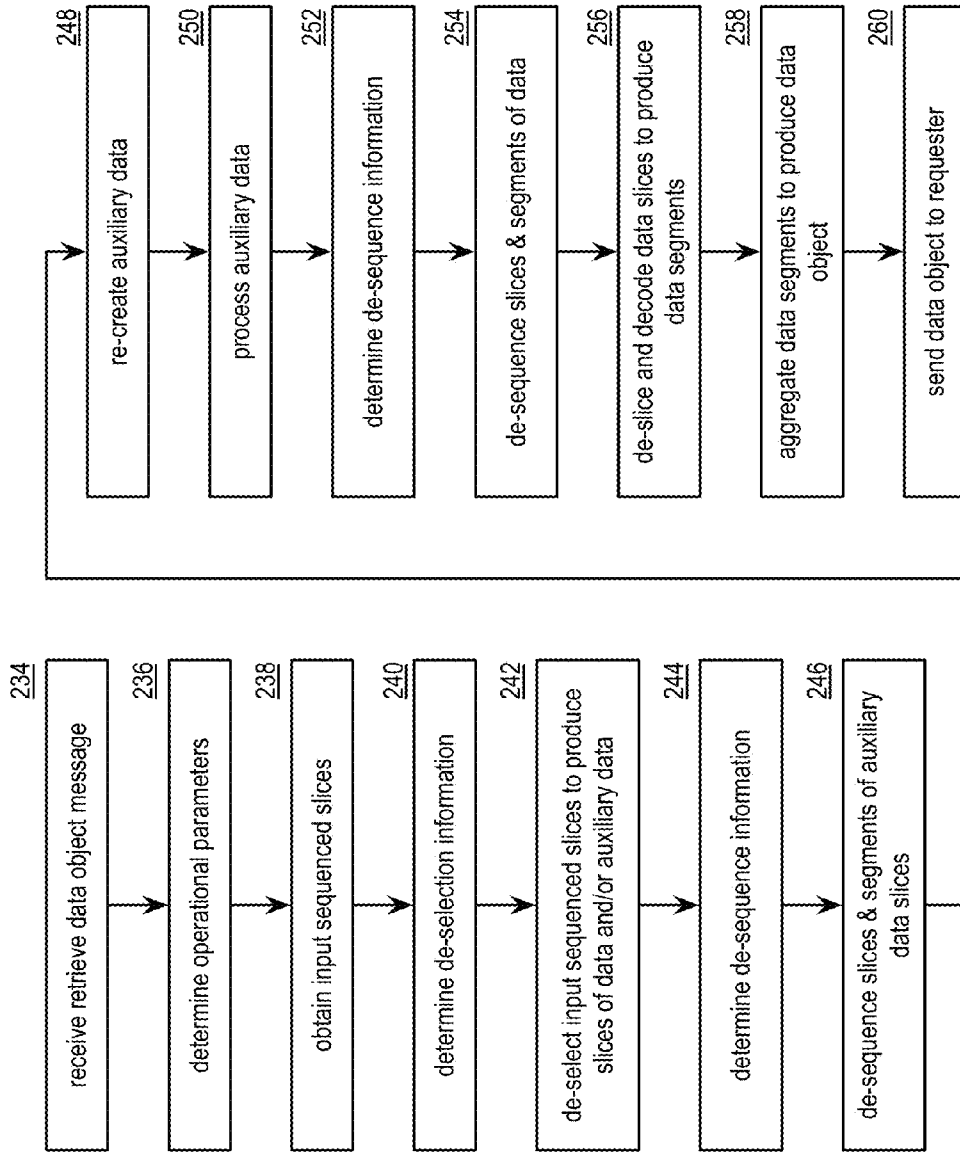 234
receive retrieve data object message
236
determine operational parameters
238
obtain input sequenced slices
240
determine de-selection information
242
de-select input sequenced slices to produce
slices of data and/or auxiliary data
244
determine de-sequence information
246
de-sequence slices & segments of auxiliary
data slices
248
re-create auxiliary data
250
process auxiliary data
252
determine de-sequence information
254
de-sequence slices & segments of data
256
de-slice and decode data slices to produce
data segments
258
aggregate data segments to produce data
object
260
send data object to requester